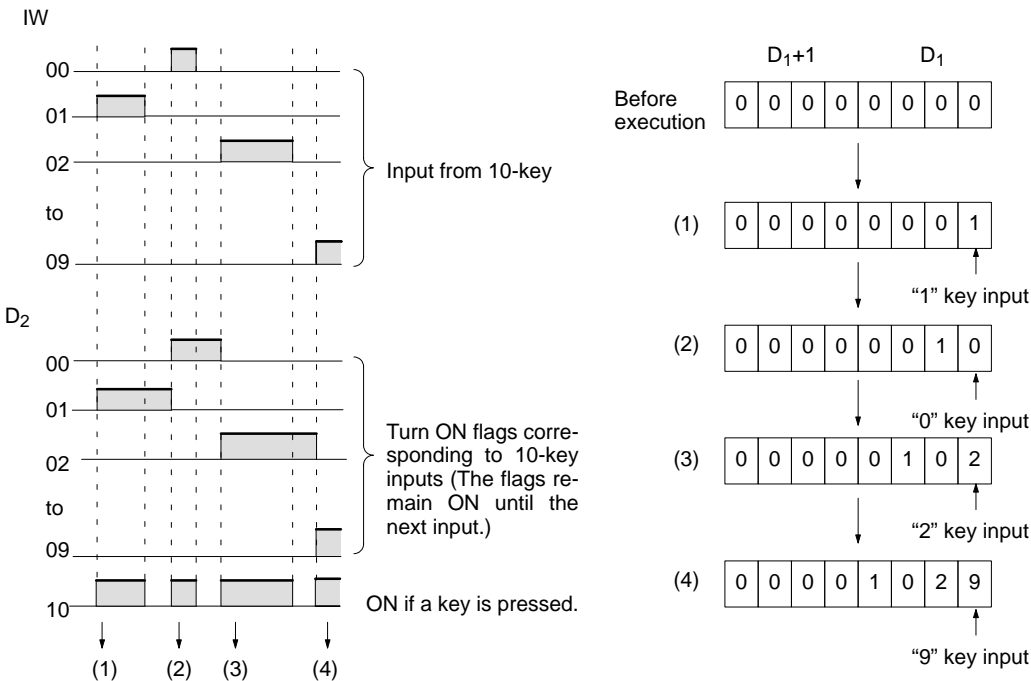 IW
00
01
02
to
09
Input from 10-key
D2
00
01
02
to
09
10
Turn ON flags corre-
sponding to 10-key
inputs (The flags re-
main ON until the
next input.)
ON if a key is pressed.
(1) (2) (3) (4)
D1+1 D1
Before
execution
0 0 0 0 0 0 0 0
(1) 0 0 0 0 0 0 0 1
“1” key input
(2) 0 0 0 0 0 0 1 0
“0” key input
(3) 0 0 0 0 0 1 0 2
“2” key input
(4) 0 0 0 0 1 0 2 9
“9” key input